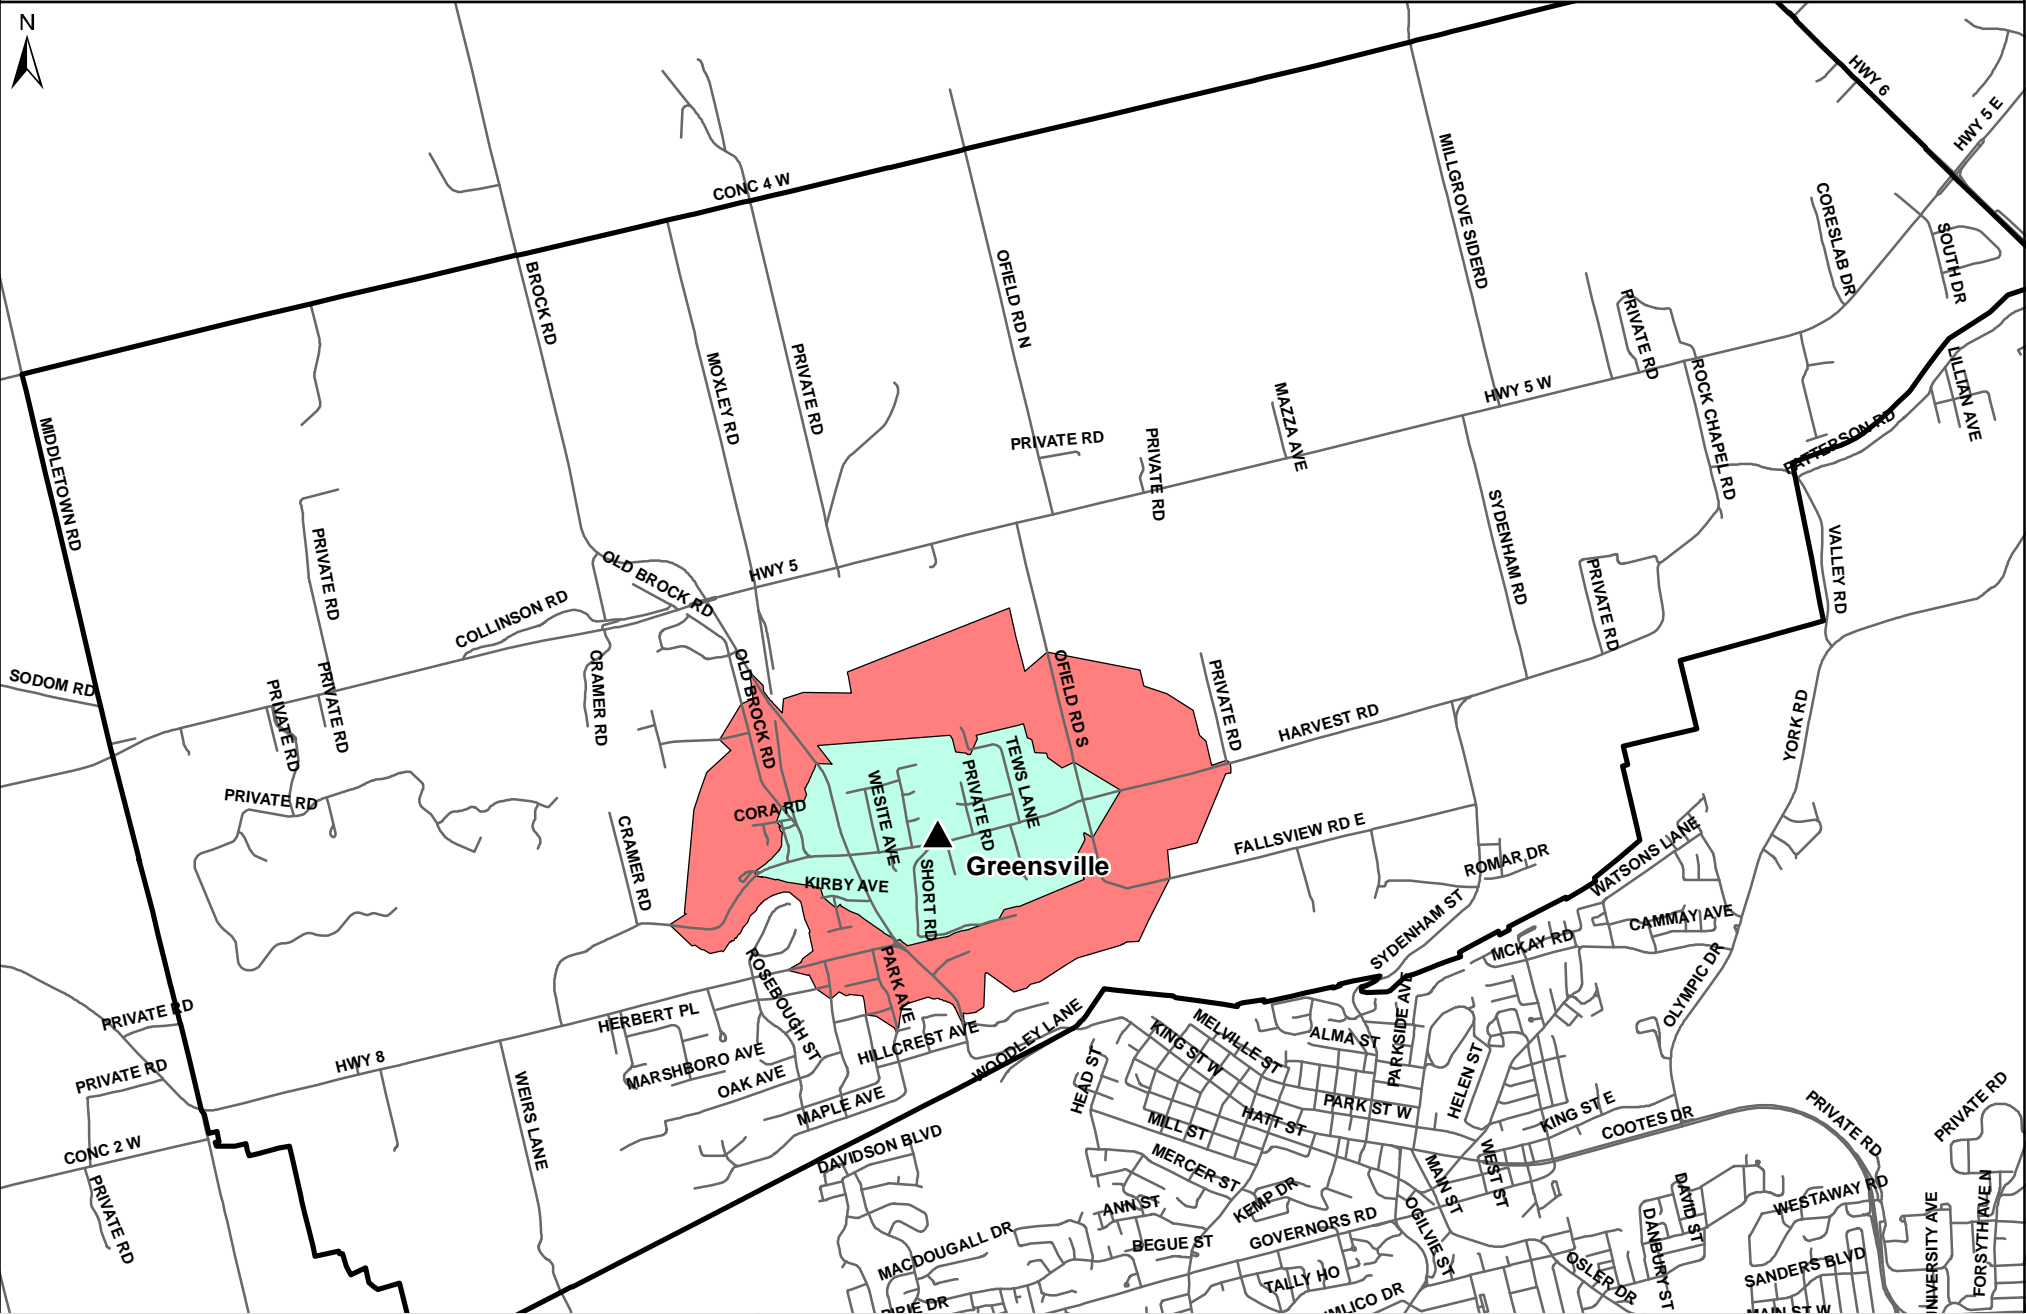 N
HWY 6
HWY 5 E
CONC 4 W
MILLGROVE SIDERD
CORESLAB DR
SOUTH DR
BROCK RD
OFIELD RD N
PRIVATE RD
MOXLEY RD
PRIVATE RD
LILLIAN AVE
ROCK CHAPEL RD
HWY 5 W
MAZZA AVE
MIDDLETOWN RD
PRIVATE RD
PRIVATE RD
PATTERSON RD
SYDENHAM RD
PRIVATE RD
VALLEY RD
OLD BROCK RD
HWY 5
PRIVATE RD
COLLINSON RD
CRAMER RD
OLD BROCK RD
OFIELD RD S
PRIVATE RD
SODOM RD
PRIVATE RD
PRIVATE RD
HARVEST RD
YORK RD
PRIVATE RD
TEWS LANE
WESITE AVE
PRIVATE RD
CORA RD
CRAMER RD
FALLSVIEW RD E
Greensville
ROMAR DR
WATSONS LANE
KIRBY AVE
SHORT RD
SYDENHAM ST
CAMMAY AVE
MCKAY RD
ROSEBOUGH ST
PARK AVE
OLYMPIC DR
PRIVATE RD
HERBERT PL
HILLCREST AVE
WOODLEY LANE
MELVILLE ST
KING ST W
ALMA ST
PARKSIDE AVE
HWY 8
PRIVATE RD
MARSHBORO AVE
OAK AVE
MAPLE AVE
HEAD ST
HELEN ST
WEIRS LANE
PARK ST W
HATT ST
MILL ST
KING ST E
COOTES DR
PRIVATE RD
PRIVATE RD
CONC 2 W
DAVIDSON BLVD
MERCER ST
MAIN ST
WEST ST
PRIVATE RD
ANN ST
KEMP DR
OGILVIE ST
DAVID ST
WESTAWAY RD
DANBURY ST
UNIVERSITY AVE
FORSYTH AVE N
MACDOUGALL DR
BEGUE ST
GOVERNORS RD
TALLY HO
OSLER DR
SANDERS BLVD
PIRIE DR
MLICO DR
MAIN ST W